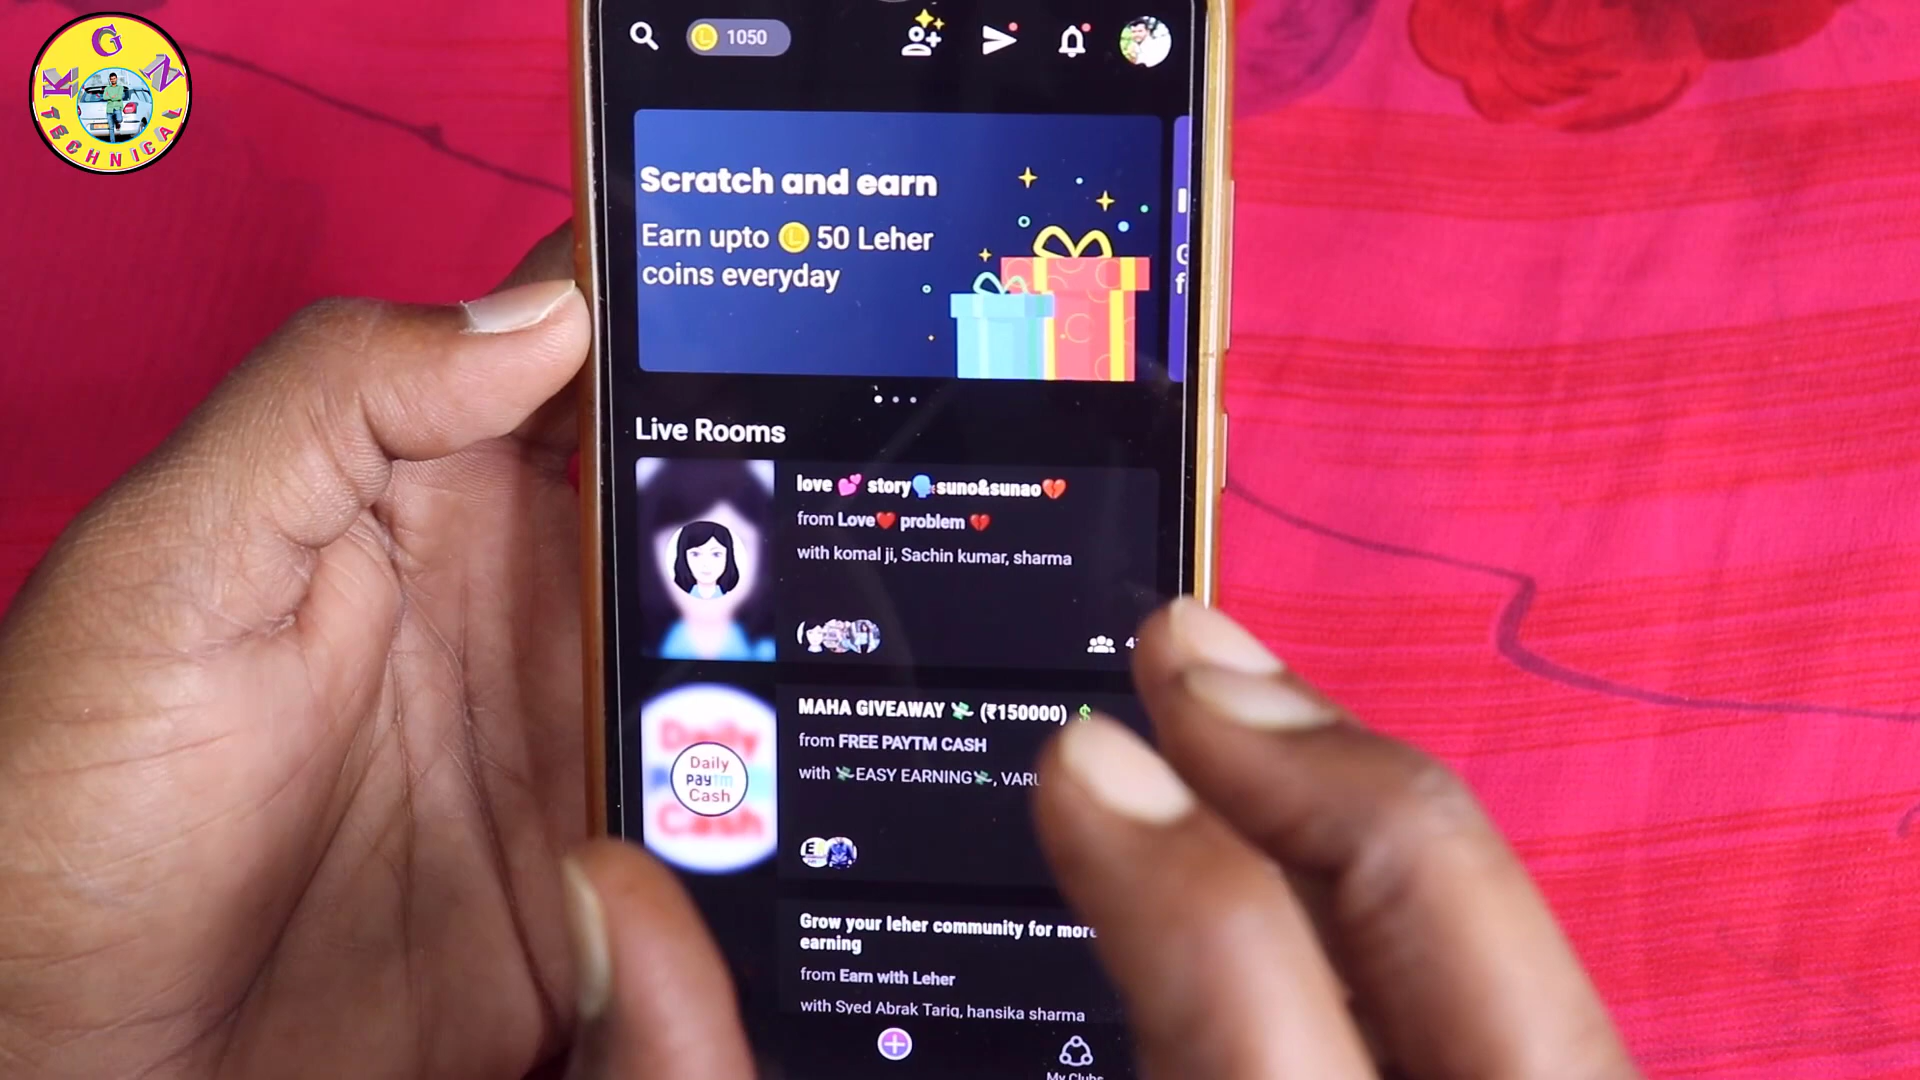 KGN
TECHNICAL
1050
Scratch and earn
Earn upto 50 Leher
coins everyday
Live Rooms
love 💕 story🗣️suno&sunao💔
from Love❤️ problem 💔
with komal ji, Sachin kumar, sharma
MAHA GIVEAWAY 💸 (₹150000) 💲
from FREE PAYTM CASH
with 💸EASY EARNING💸, VARU
Daily
paytm
Cash
Grow your leher community for more
earning
from Earn with Leher
with Syed Abrak Tariq, hansika sharma
My Clubs